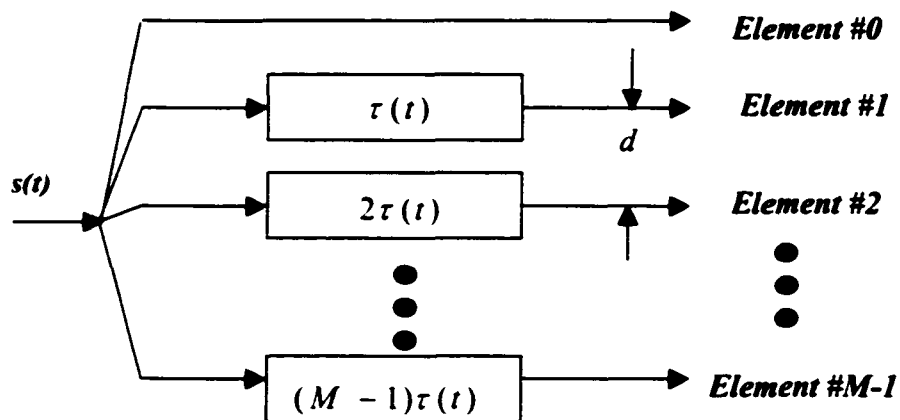 Element #0
τ(t)
Element #1
d
s(t)
2τ(t)
Element #2
(M - 1)τ(t)
Element #M-1